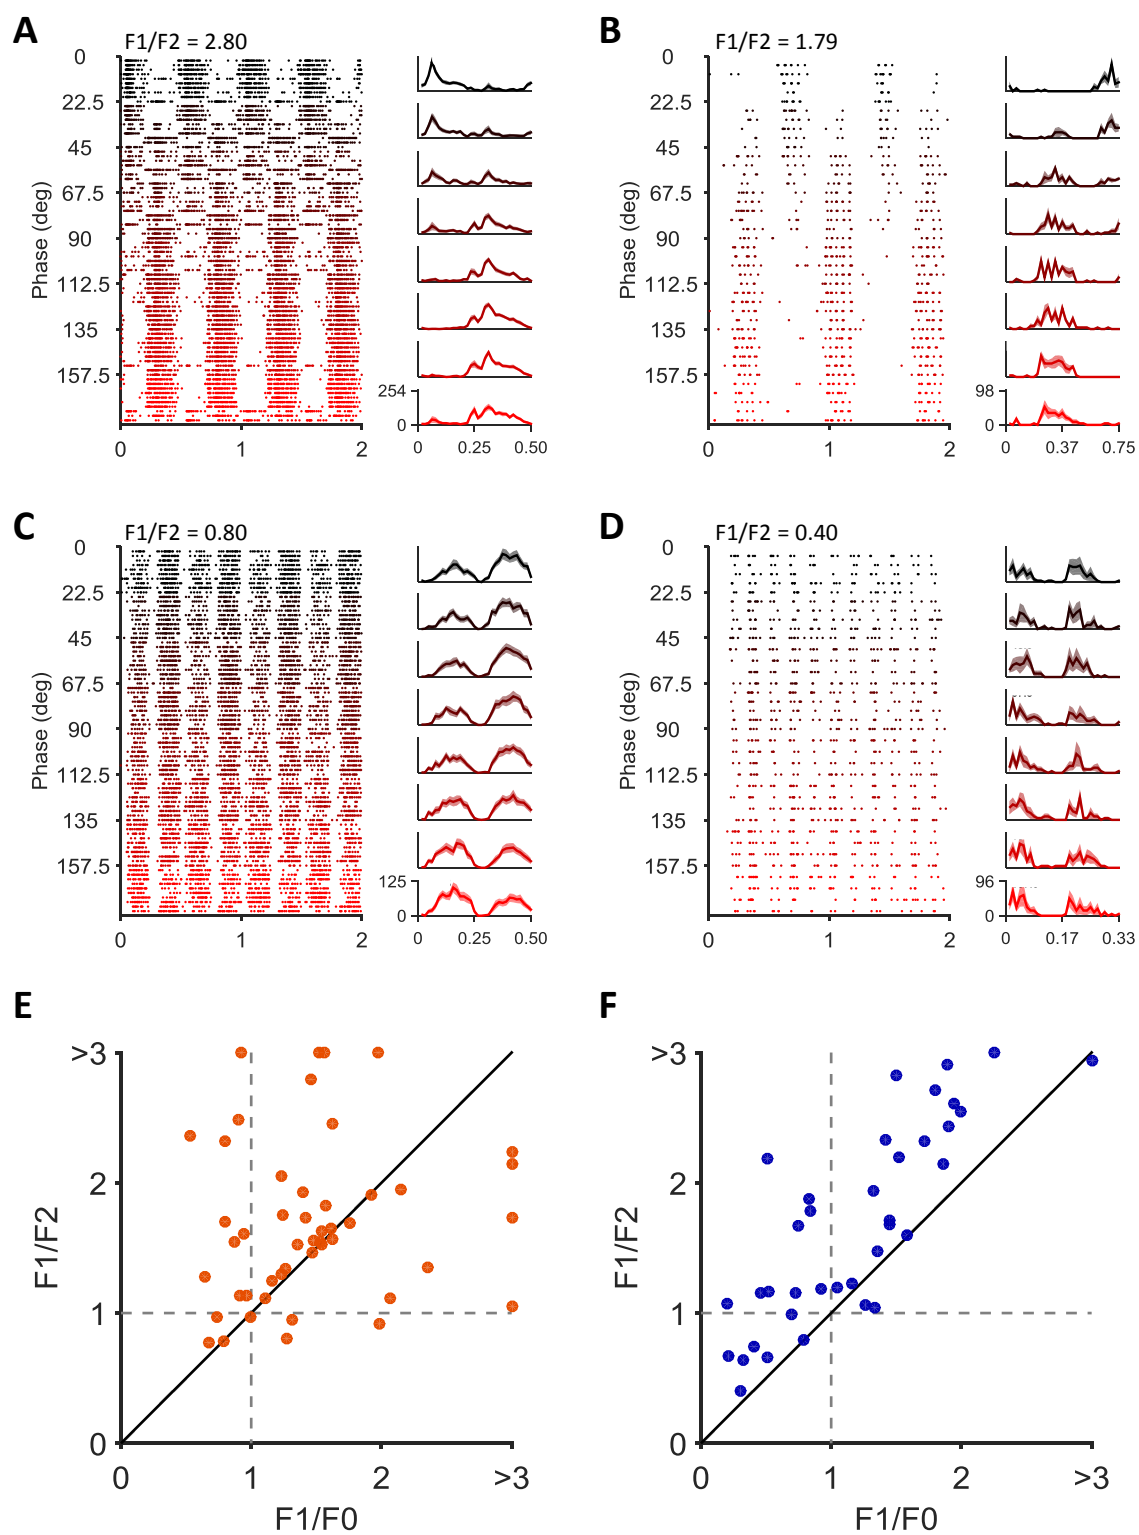 A
F1/F2 = 2.80
Phase (deg)
0
22.5
45
67.5
90
112.5
135
157.5
0 1 2
254
0
0 0.25 0.50
B
F1/F2 = 1.79
Phase (deg)
0
22.5
45
67.5
90
112.5
135
157.5
0 1 2
98
0
0 0.37 0.75
C
F1/F2 = 0.80
Phase (deg)
0
22.5
45
67.5
90
112.5
135
157.5
0 1 2
125
0
0 0.25 0.50
D
F1/F2 = 0.40
Phase (deg)
0
22.5
45
67.5
90
112.5
135
157.5
0 1 2
96
0
0 0.17 0.33
E
F1/F2
>3
2
1
0
0 1 2 >3
F1/F0
F
F1/F2
>3
2
1
0
0 1 2 >3
F1/F0